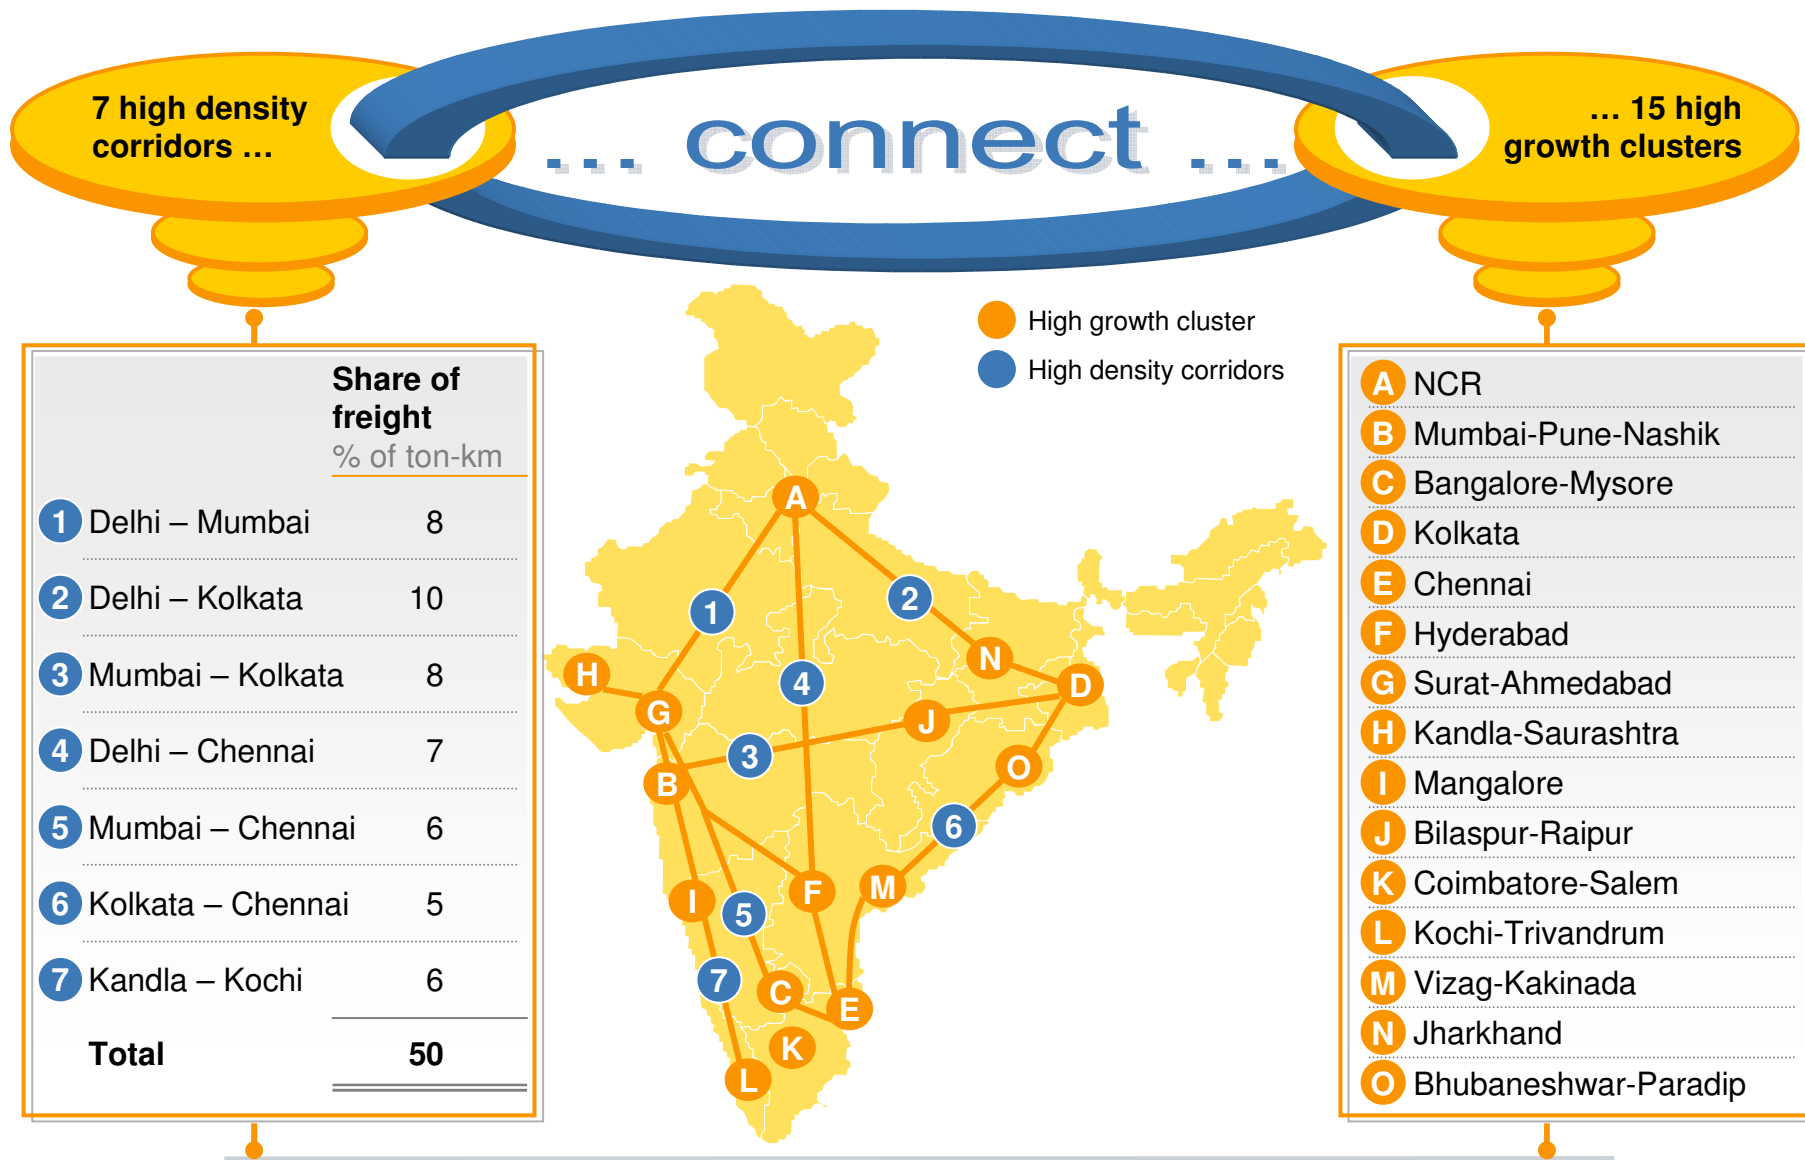 7 high density
corridors ...
... connect ...
... 15 high
growth clusters
High growth cluster
High density corridors
Share of
freight
% of ton-km
1 Delhi – Mumbai 8
2 Delhi – Kolkata 10
3 Mumbai – Kolkata 8
4 Delhi – Chennai 7
5 Mumbai – Chennai 6
6 Kolkata – Chennai 5
7 Kandla – Kochi 6
Total 50
A
1
2
H
N
4
D
G
J
3
O
B
6
I
F
M
5
7
C
E
K
L
A NCR
B Mumbai-Pune-Nashik
C Bangalore-Mysore
D Kolkata
E Chennai
F Hyderabad
G Surat-Ahmedabad
H Kandla-Saurashtra
I Mangalore
J Bilaspur-Raipur
K Coimbatore-Salem
L Kochi-Trivandrum
M Vizag-Kakinada
N Jharkhand
O Bhubaneshwar-Paradip